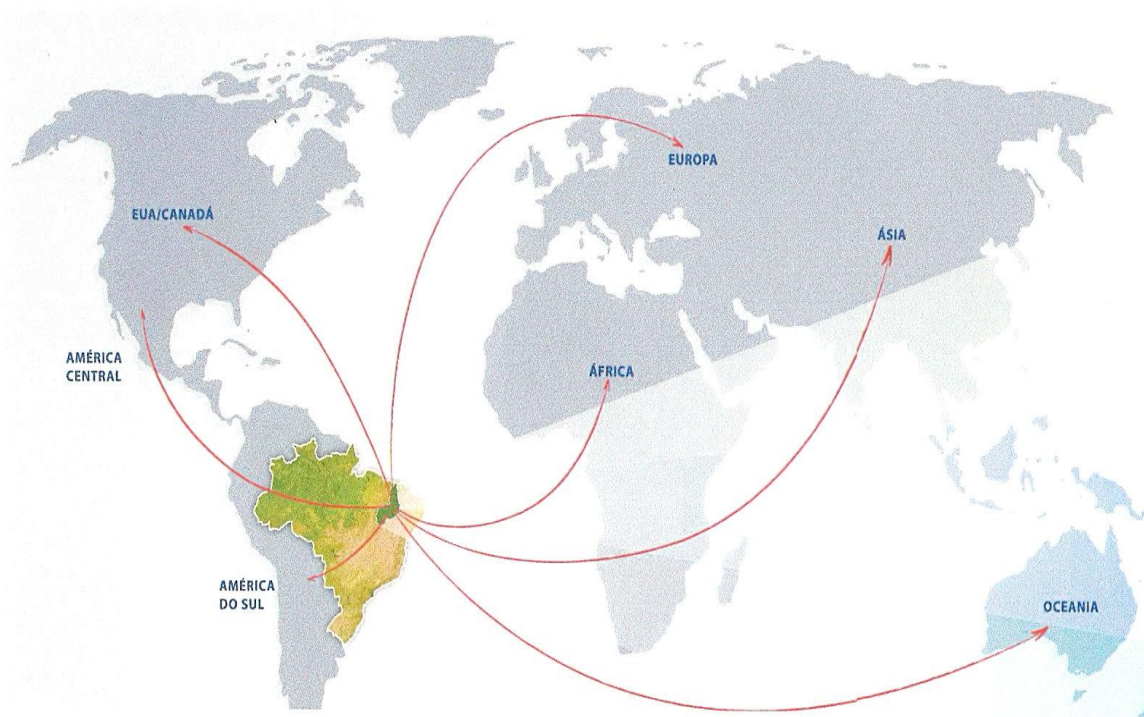 EUROPA
EUA/CANADÁ
ÁSIA
AMÉRICA
CENTRAL
ÁFRICA
AMÉRICA
DO SUL
OCEANIA